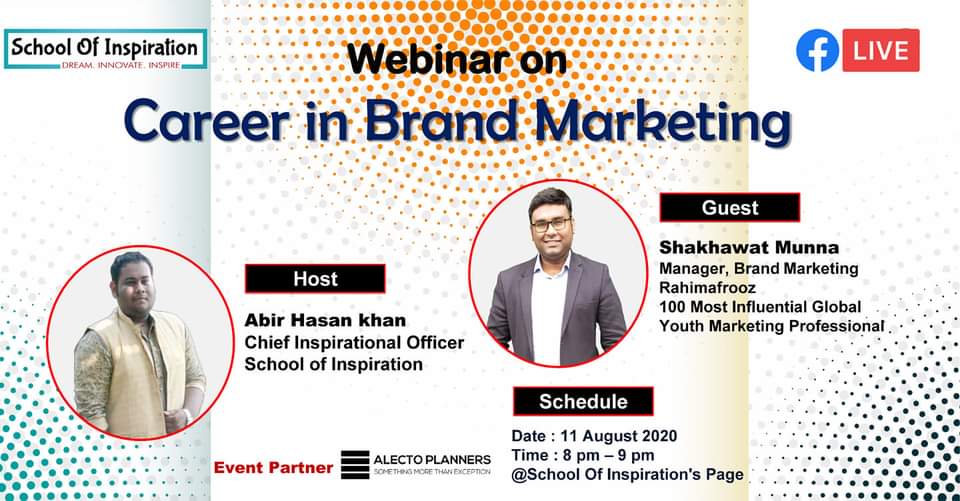 School Of Inspiration
DREAM. INNOVATE. INSPIRE
Webinar on
LIVE
Career in Brand Marketing
Guest
Shakhawat Munna
Manager, Brand Marketing
Rahimafrooz
100 Most Influential Global
Youth Marketing Professional
Host
Abir Hasan khan
Chief Inspirational Officer
School of Inspiration
Schedule
Date : 11 August 2020
Time : 8 pm – 9 pm
@School Of Inspiration's Page
Event Partner
ALECTO PLANNERS
SOMETHING MORE THAN EXCEPTION